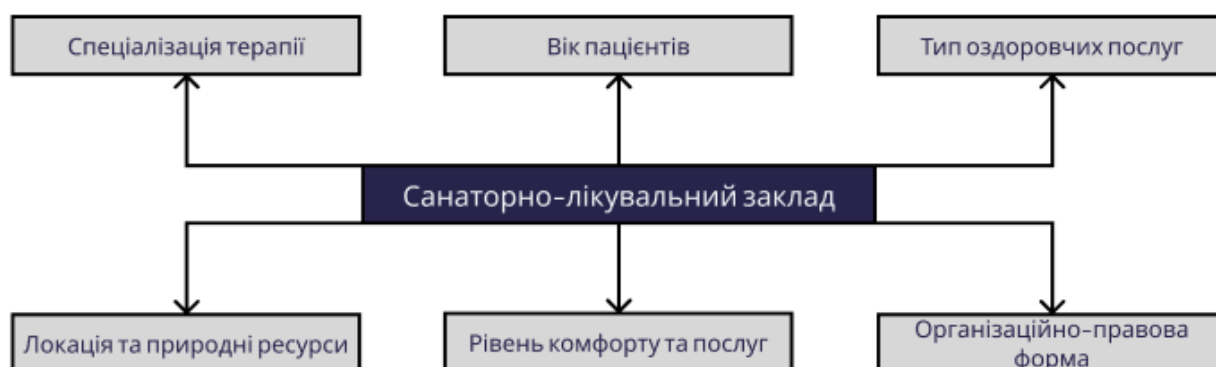 Спеціалізація терапії
Вік пацієнтів
Тип оздоровчих послуг
Санаторно-лікувальний заклад
Локація та природні ресурси
Рівень комфорту та послуг
Організаційно-правова
форма